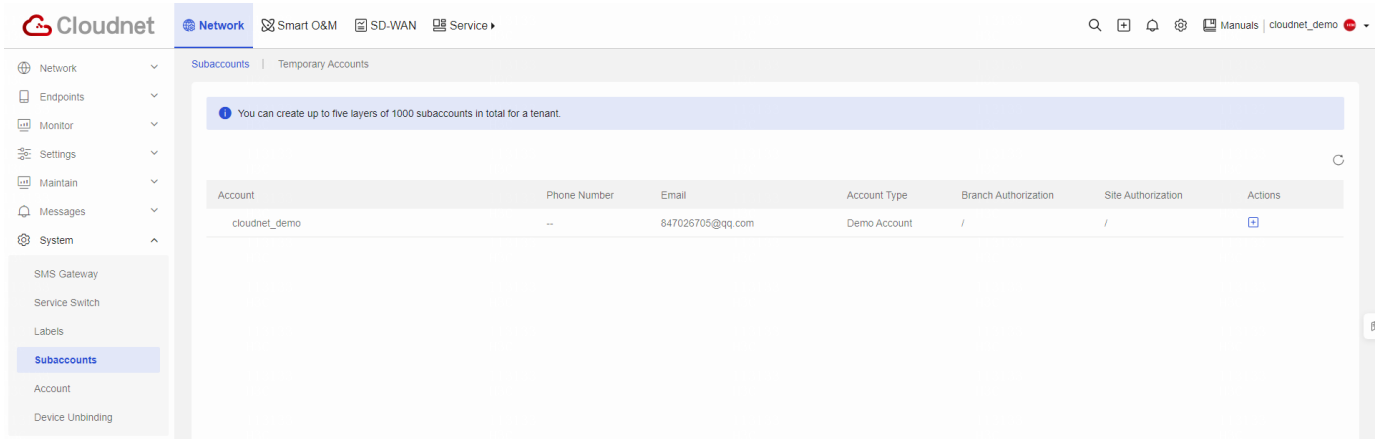 Cloudnet
Network Smart O&M SD-WAN Service
Manuals | cloudnet_demo
Network
Endpoints
Monitor
Settings
Maintain
Messages
System
SMS Gateway
Service Switch
Labels
Subaccounts
Account
Device Unbinding
Subaccounts | Temporary Accounts
You can create up to five layers of 1000 subaccounts in total for a tenant.
Account Phone Number Email Account Type Branch Authorization Site Authorization Actions
cloudnet_demo -- 847026705@qq.com Demo Account / /